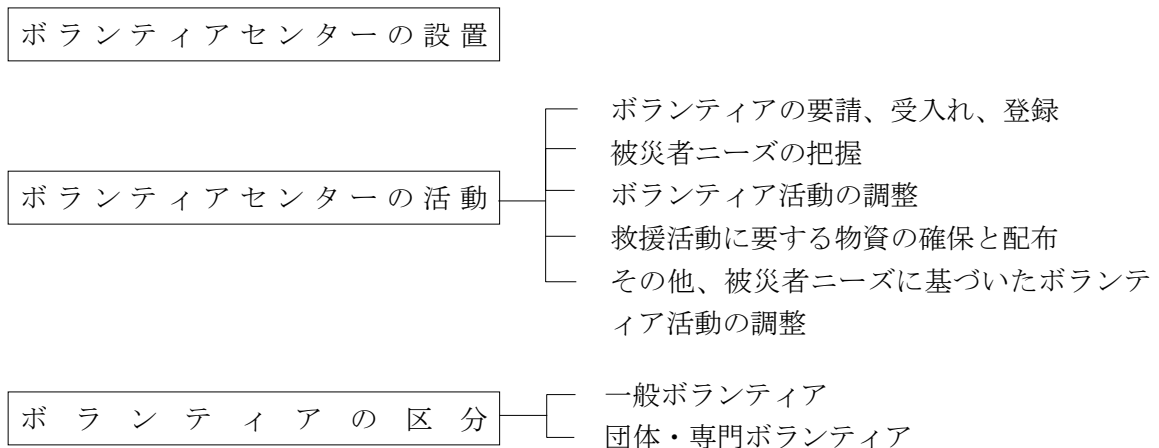 ボランティアセンターの設置
ボランティアの要請、受入れ、登録
被災者ニーズの把握
ボランティアセンターの活動
ボランティア活動の調整
救援活動に要する物資の確保と配布
その他、被災者ニーズに基づいたボランテ
ィア活動の調整
ボランティアの区分
一般ボランティア
団体・専門ボランティア